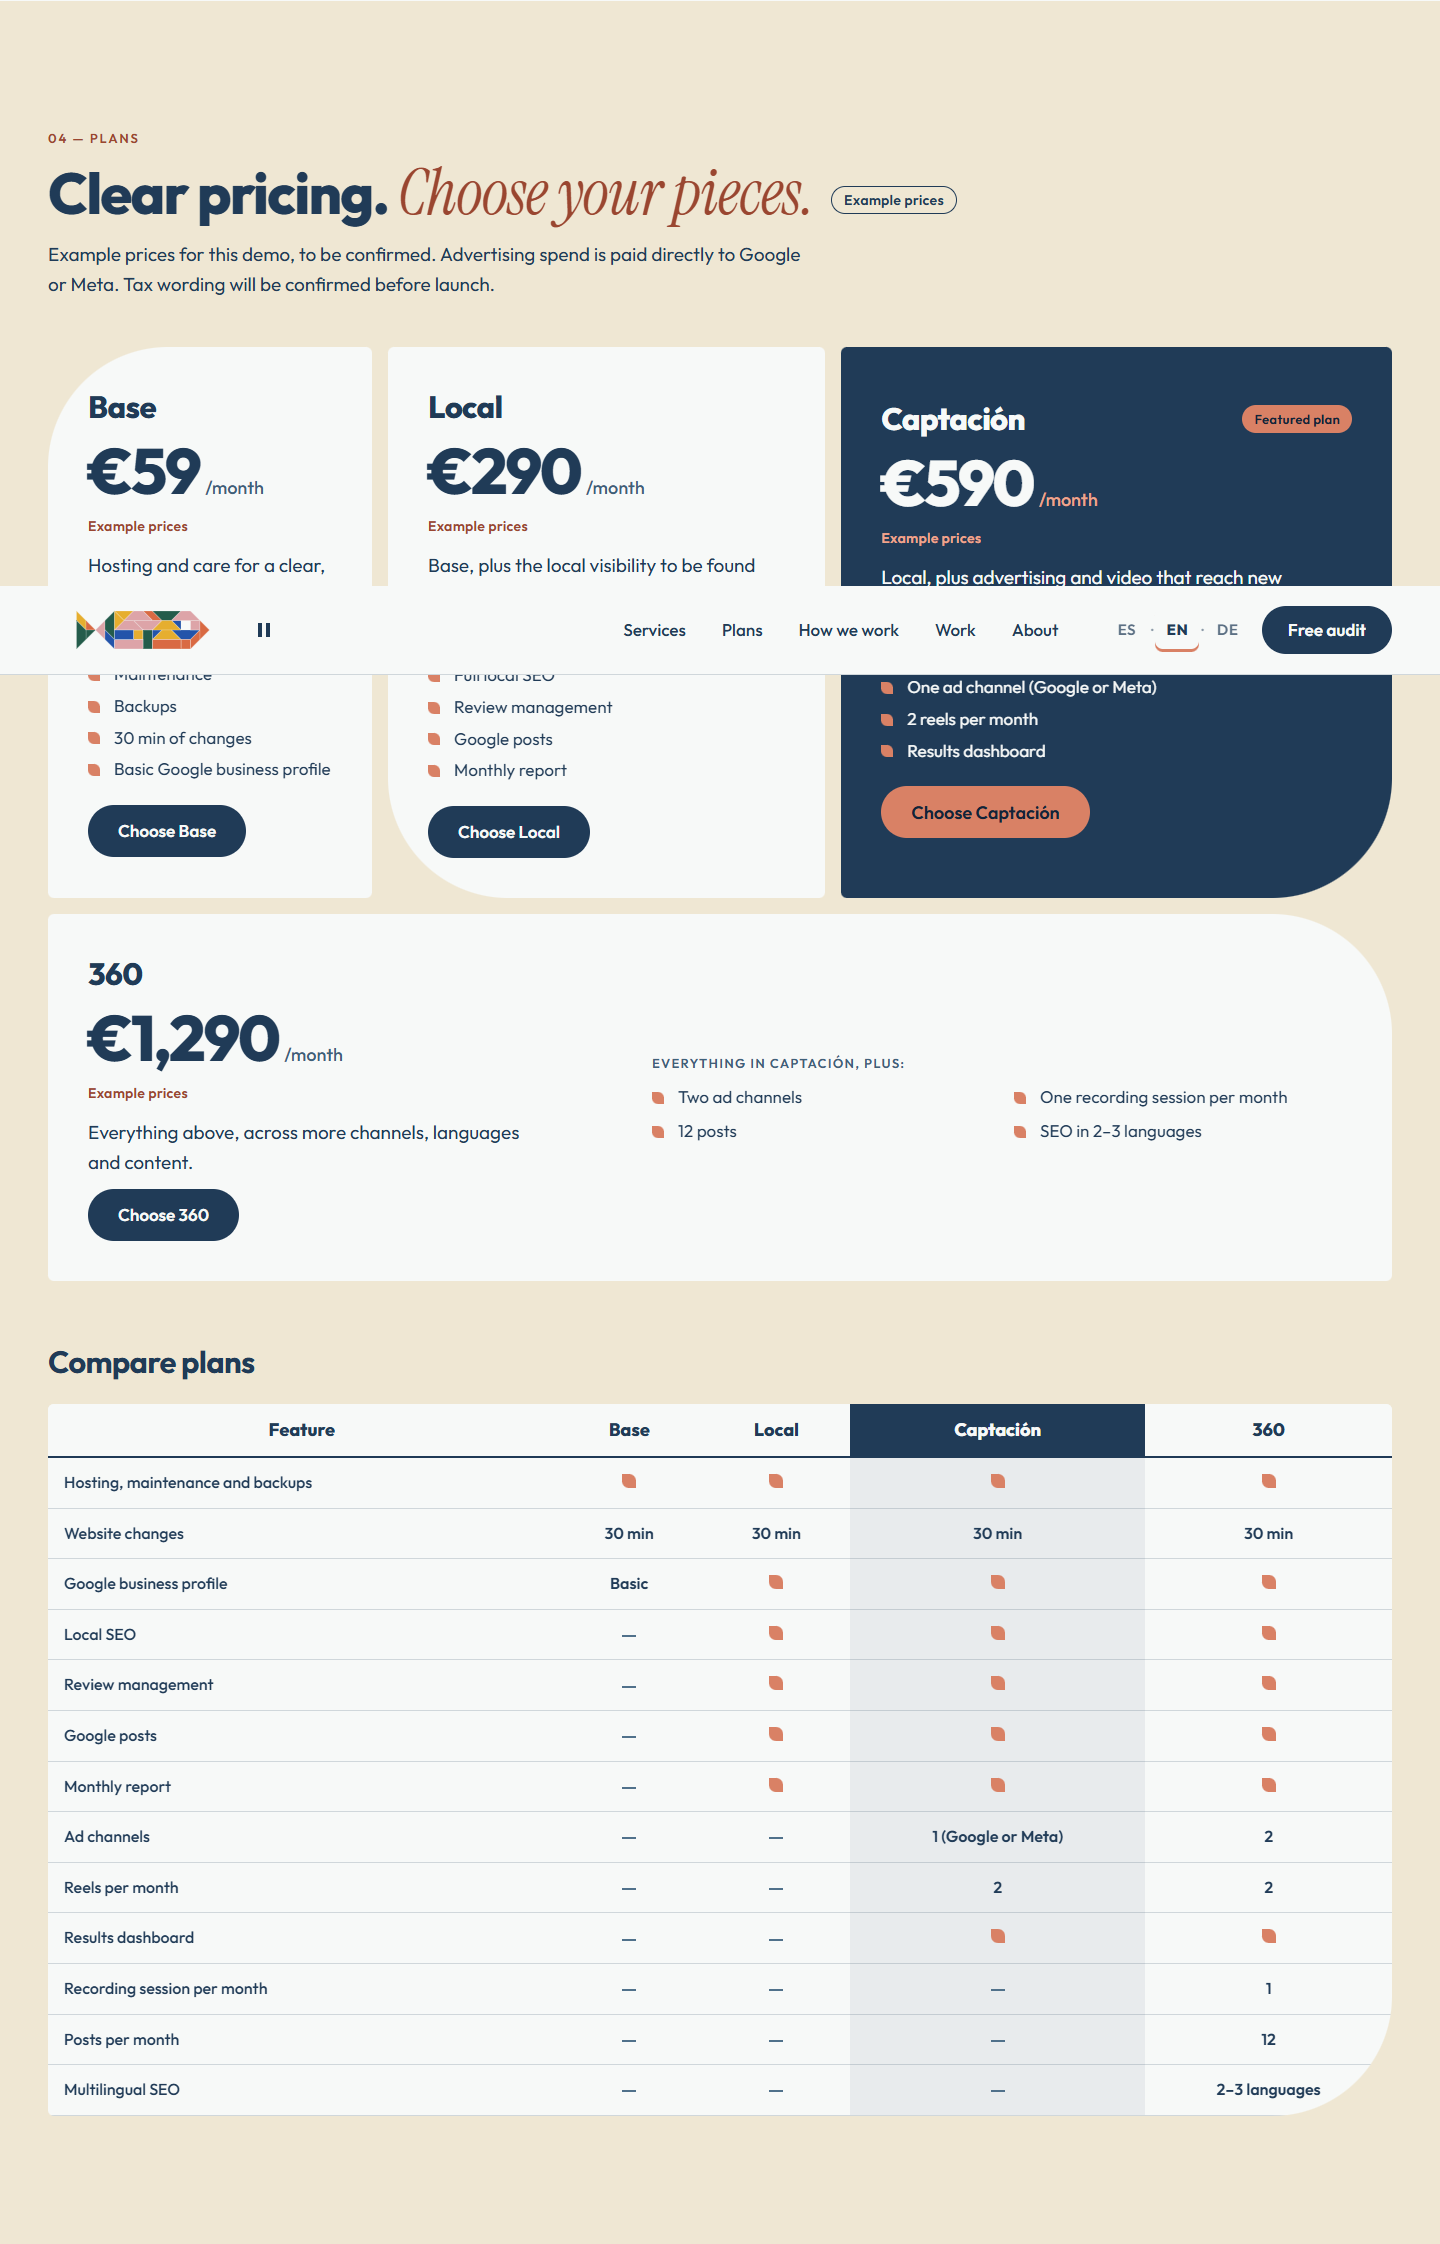 04 — PLANS
Clear pricing. Choose your pieces. Example prices
Example prices for this demo, to be confirmed. Advertising spend is paid directly to Google
or Meta. Tax wording will be confirmed before launch.
Base
€59 /month
Example prices
Hosting and care for a clear,
Local
€290 /month
Example prices
Base, plus the local visibility to be found
Captación
Featured plan
€590 /month
Example prices
Local, plus advertising and video that reach new
Services Plans How we work Work About ES · EN · DE Free audit
Maintenance
Backups
30 min of changes
Basic Google business profile
Choose Base
Full local SEO
Review management
Google posts
Monthly report
Choose Local
One ad channel (Google or Meta)
2 reels per month
Results dashboard
Choose Captación
360
€1,290 /month
Example prices
Everything above, across more channels, languages
and content.
Choose 360
EVERYTHING IN CAPTACIÓN, PLUS:
Two ad channels
One recording session per month
12 posts
SEO in 2–3 languages
Compare plans
Feature Base Local Captación 360
Hosting, maintenance and backups
Website changes 30 min 30 min 30 min 30 min
Google business profile Basic
Local SEO —
Review management —
Google posts —
Monthly report —
Ad channels — — 1 (Google or Meta) 2
Reels per month — — 2 2
Results dashboard — —
Recording session per month — — — 1
Posts per month — — — 12
Multilingual SEO — — — 2–3 languages